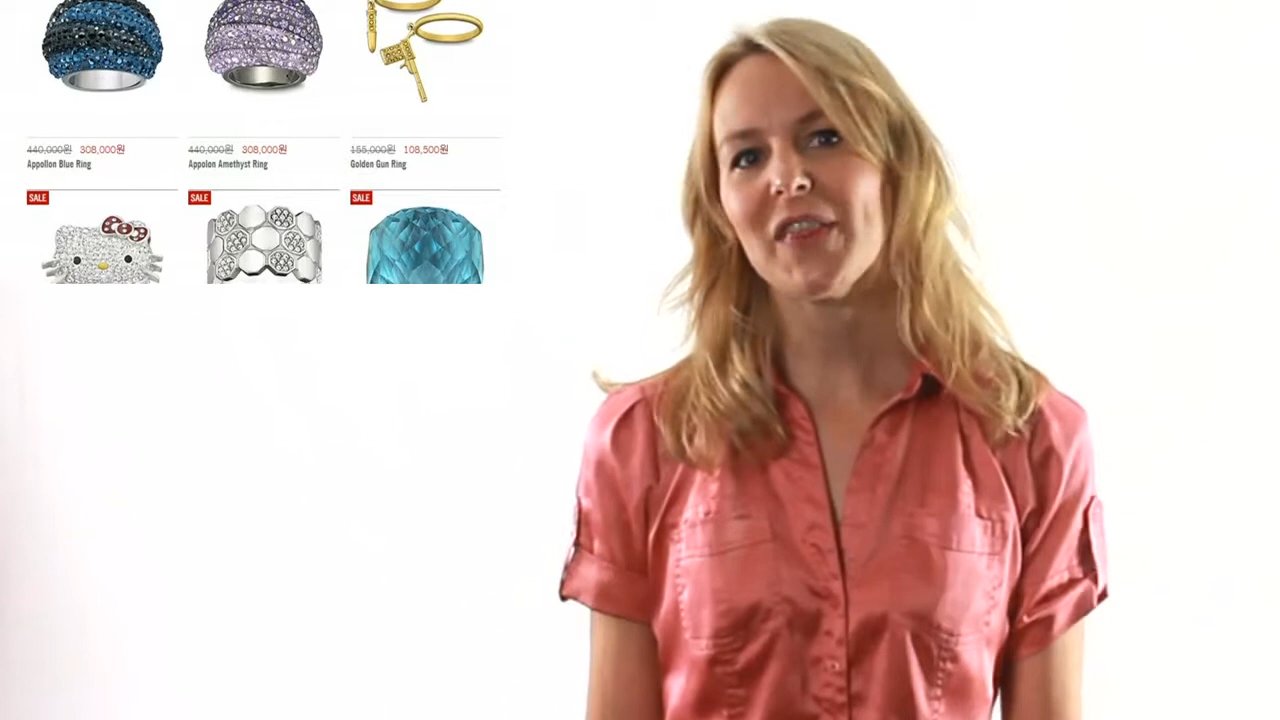 440,000원 308,000원 440,000원 308,000원 155,000원 108,500원
Appollon Blue Ring Appolon Amethyst Ring Golden Gun Ring
SALE SALE SALE